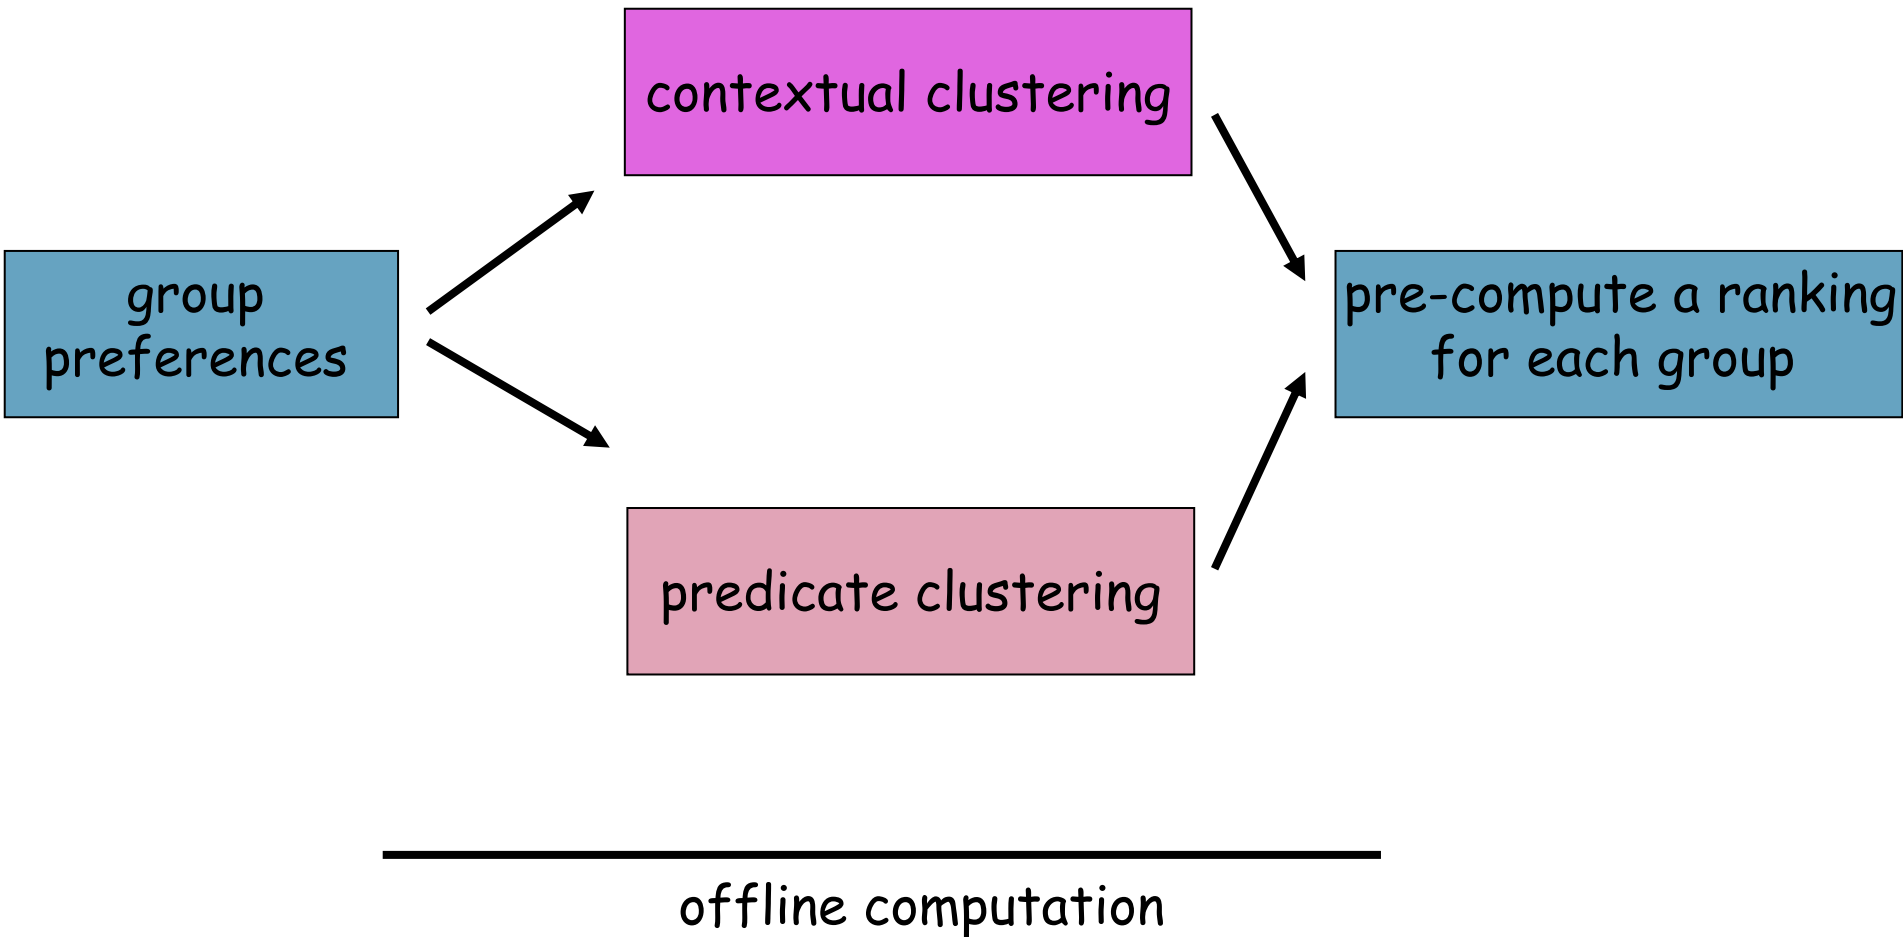 contextual clustering
group
preferences
pre-compute a ranking
for each group
predicate clustering
offline computation